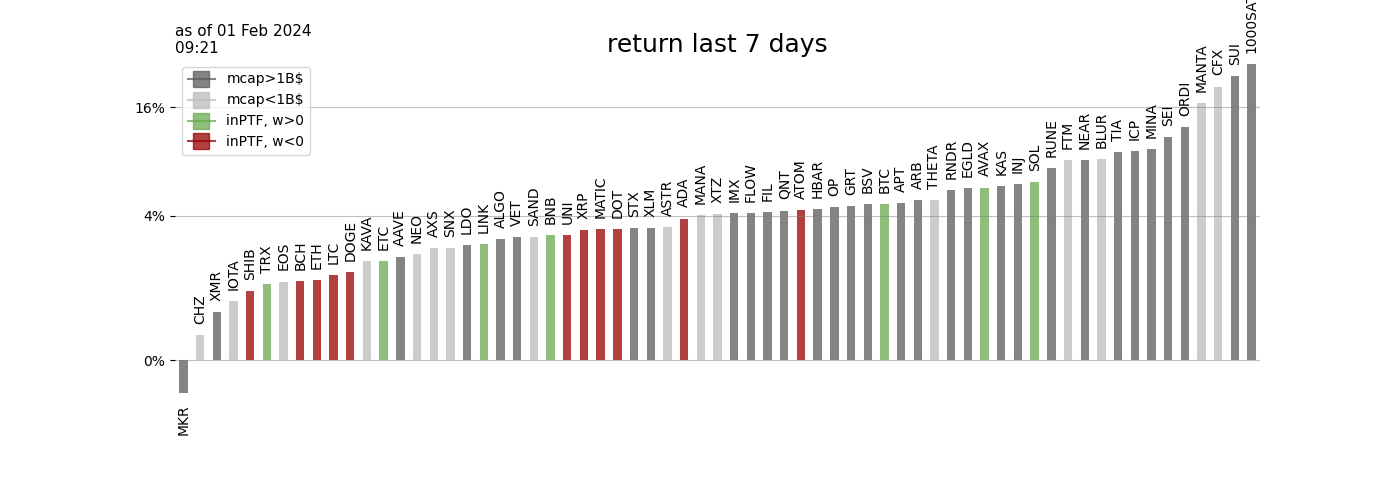 as of 01 Feb 2024
09:21
return last 7 days
mcap>1B$
mcap<1B$
inPTF, w>0
inPTF, w<0
16%
4%
0%
MKR
CHZ
XMR
IOTA
SHIB
TRX
EOS
BCH
ETH
LTC
DOGE
KAVA
ETC
AAVE
NEO
AXS
SNX
LDO
LINK
ALGO
VET
SAND
BNB
UNI
XRP
MATIC
DOT
STX
XLM
ASTR
ADA
MANA
XTZ
IMX
FLOW
FIL
QNT
ATOM
HBAR
OP
GRT
BSV
BTC
APT
ARB
THETA
RNDR
EGLD
AVAX
KAS
INJ
SOL
RUNE
FTM
NEAR
BLUR
TIA
ICP
MINA
SEI
ORDI
MANTA
CFX
SUI